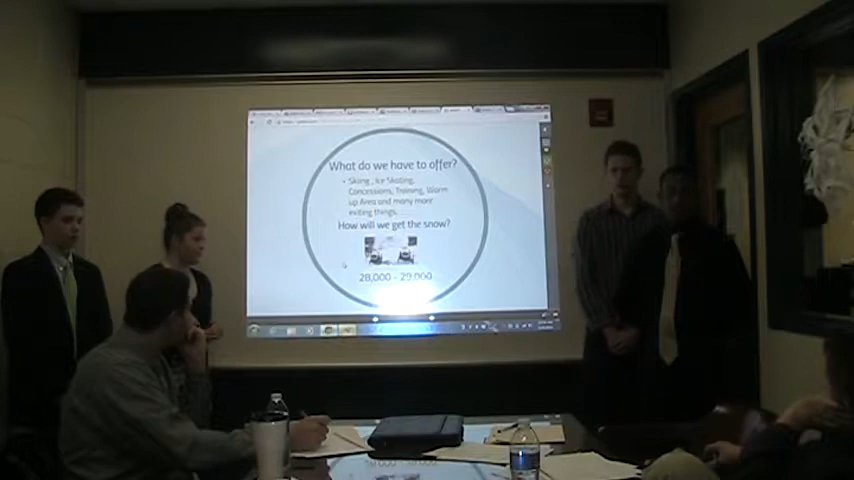 What do we have to offer?
• Skiing, Ice Skating,
Concessions, Training, Warm
up Area and many more
exiting things.
How will we get the snow?
28,000 - 29,000